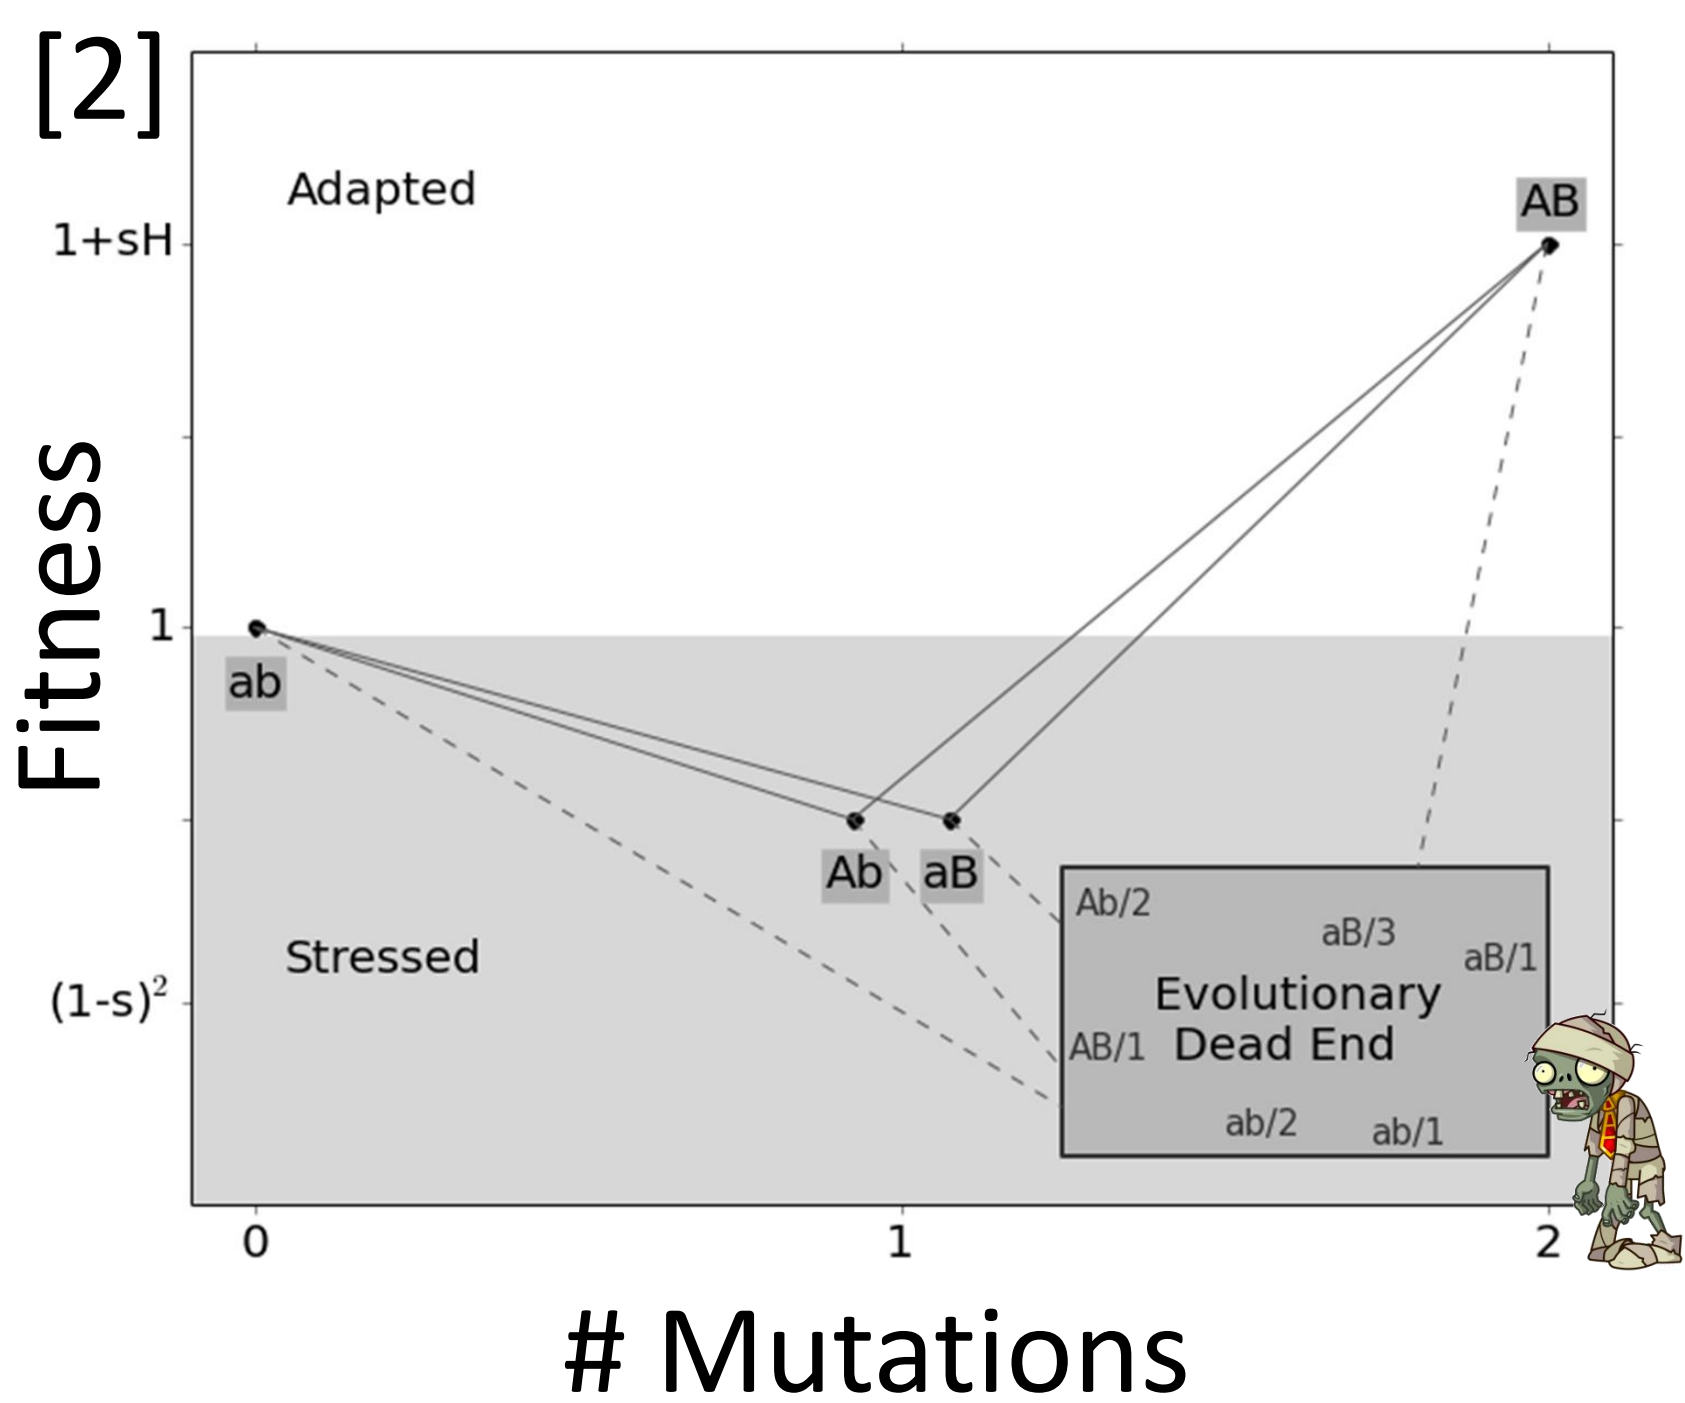 [2]
Adapted
AB
1+sH
Fitness
1
ab
Ab
aB
Stressed
(1-s)²
Ab/2
aB/3
aB/1
Evolutionary
Dead End
AB/1
ab/2
ab/1
0
1
2
# Mutations